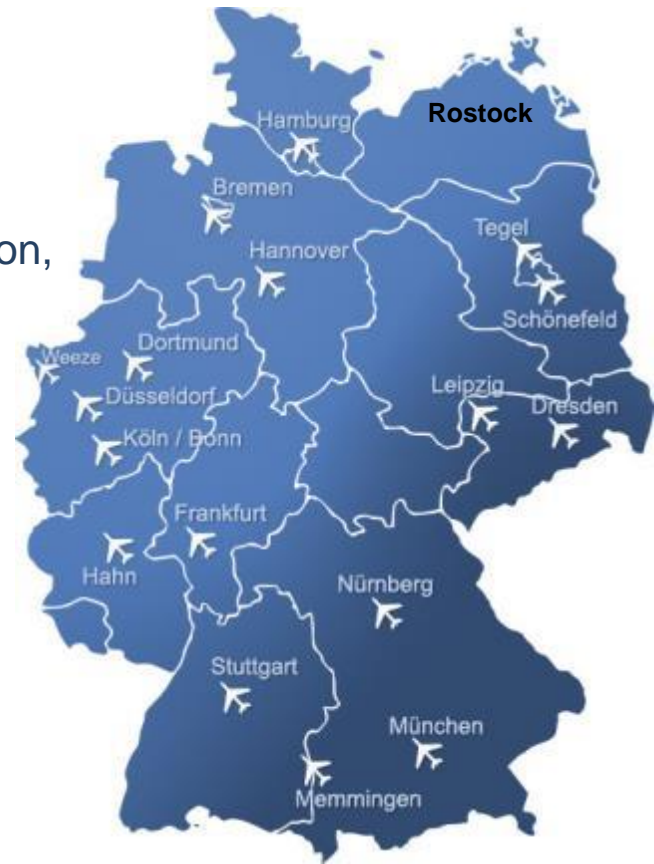 Rostock
Hamburg
Bremen
Tegel
on,
Hannover
Schönefeld
Dortmund
Weeze
Düsseldorf
Leipzig
Dresden
Köln / Bonn
Frankfurt
Hahn
Nürnberg
Stuttgart
München
Memmingen